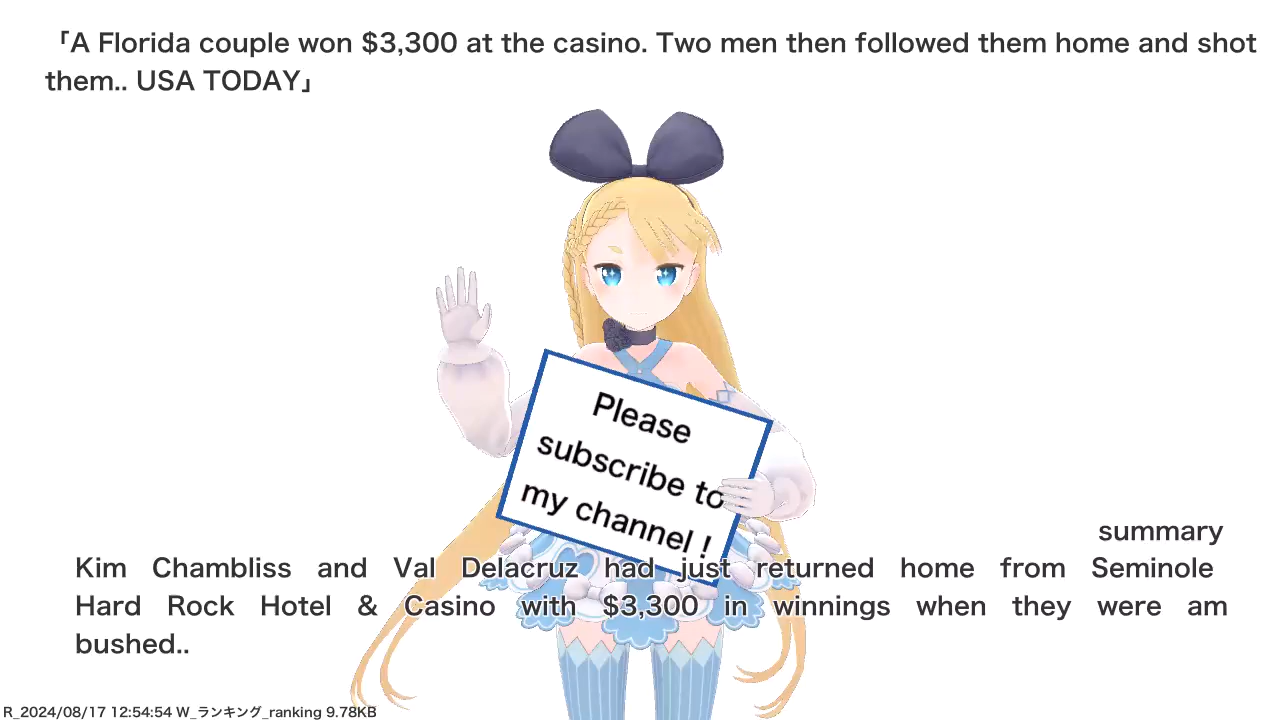 「A Florida couple won $3,300 at the casino. Two men then followed them home and shot
them.. USA TODAY」
Please
subscribe to
my channel !
summary
Kim Chambliss and Val Delacruz had just returned home from Seminole
Hard Rock Hotel & Casino with $3,300 in winnings when they were am
bushed..
R_2024/08/17 12:54:54 W_ランキング_ranking 9.78KB